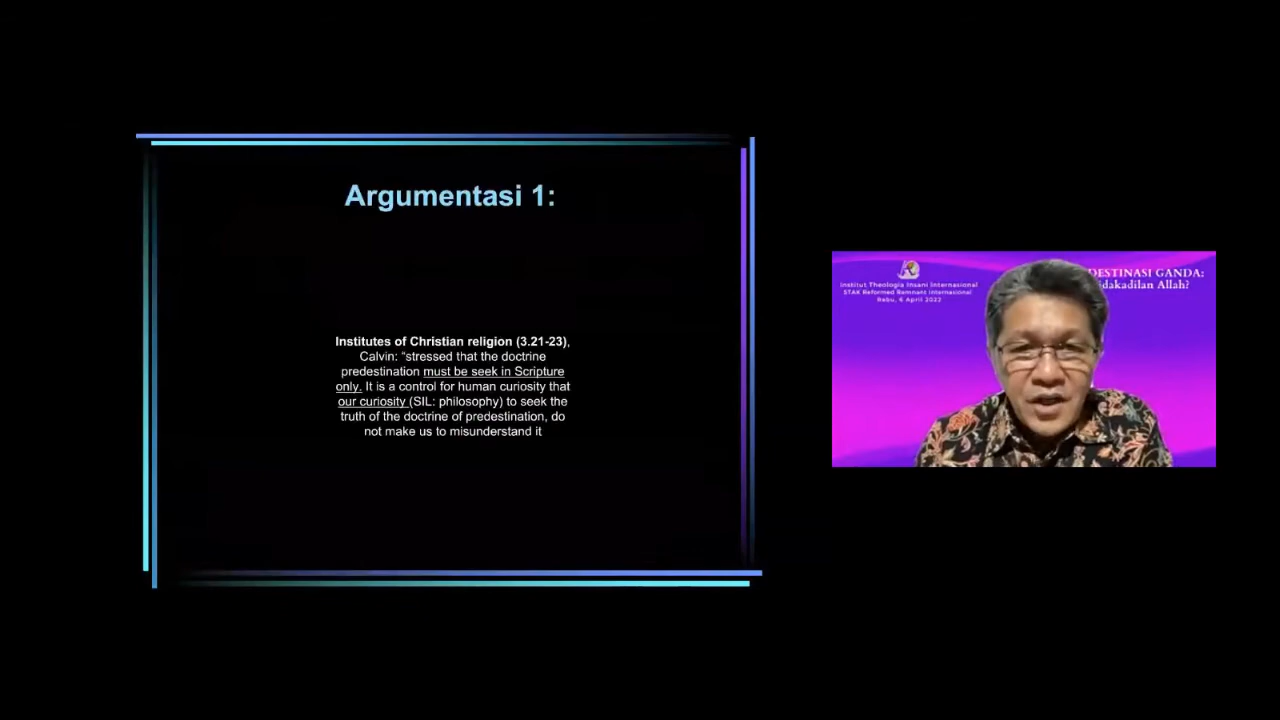 Argumentasi 1:
Institutes of Christian religion (3.21-23),
Calvin: “stressed that the doctrine
predestination must be seek in Scripture
only. It is a control for human curiosity that
our curiosity (SIL: philosophy) to seek the
truth of the doctrine of predestination, do
not make us to misunderstand it
Institut Theologia Insani Internasional
STAK Reformed Remnant Internasional
Rabu, 6 April 2022
DESTINASI GANDA:
dakadilan Allah?